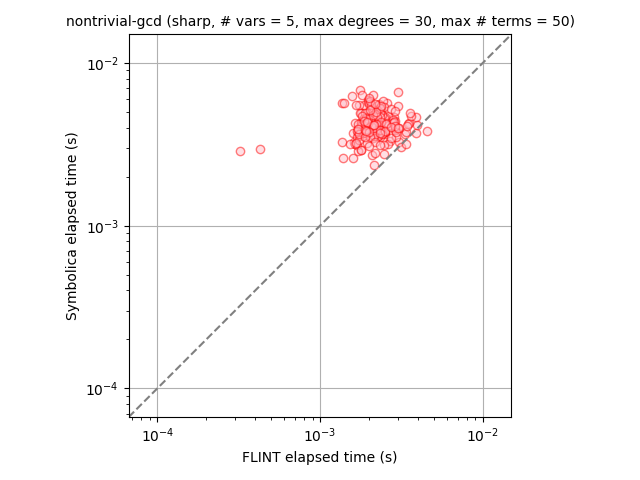 nontrivial-gcd (sharp, # vars = 5, max degrees = 30, max # terms = 50)
Symbolica elapsed time (s)
10⁻²
10⁻³
10⁻⁴
10⁻⁴
10⁻³
10⁻²
FLINT elapsed time (s)